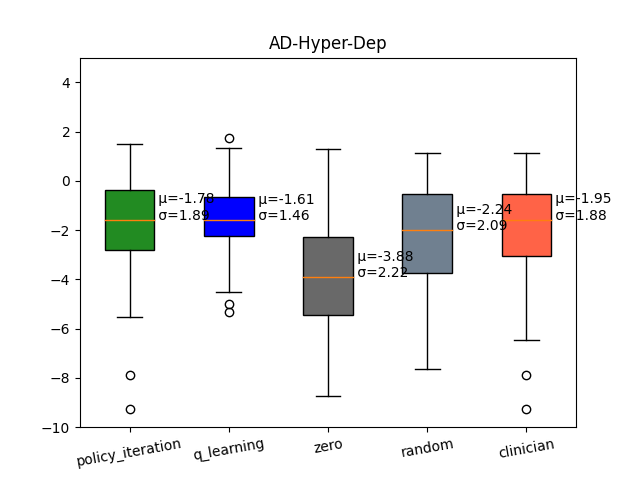 AD-Hyper-Dep
4
2
0
−2
−4
−6
−8
−10
μ=-1.78
σ=1.89
μ=-1.61
σ=1.46
μ=-3.88
σ=2.22
μ=-2.24
σ=2.09
μ=-1.95
σ=1.88
policy_iteration
q_learning
zero
random
clinician